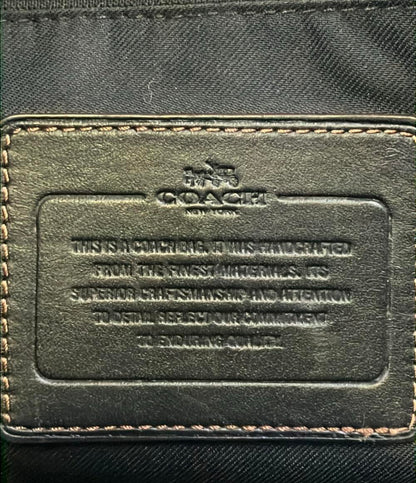 COACH
NEW YORK
THIS IS A COACH BAG. IT WAS HANDCRAFTED
FROM THE FINEST MATERIALS. ITS
SUPERIOR CRAFTSMANSHIP AND ATTENTION
TO DETAIL REFLECT OUR COMMITMENT
TO ENDURING QUALITY.